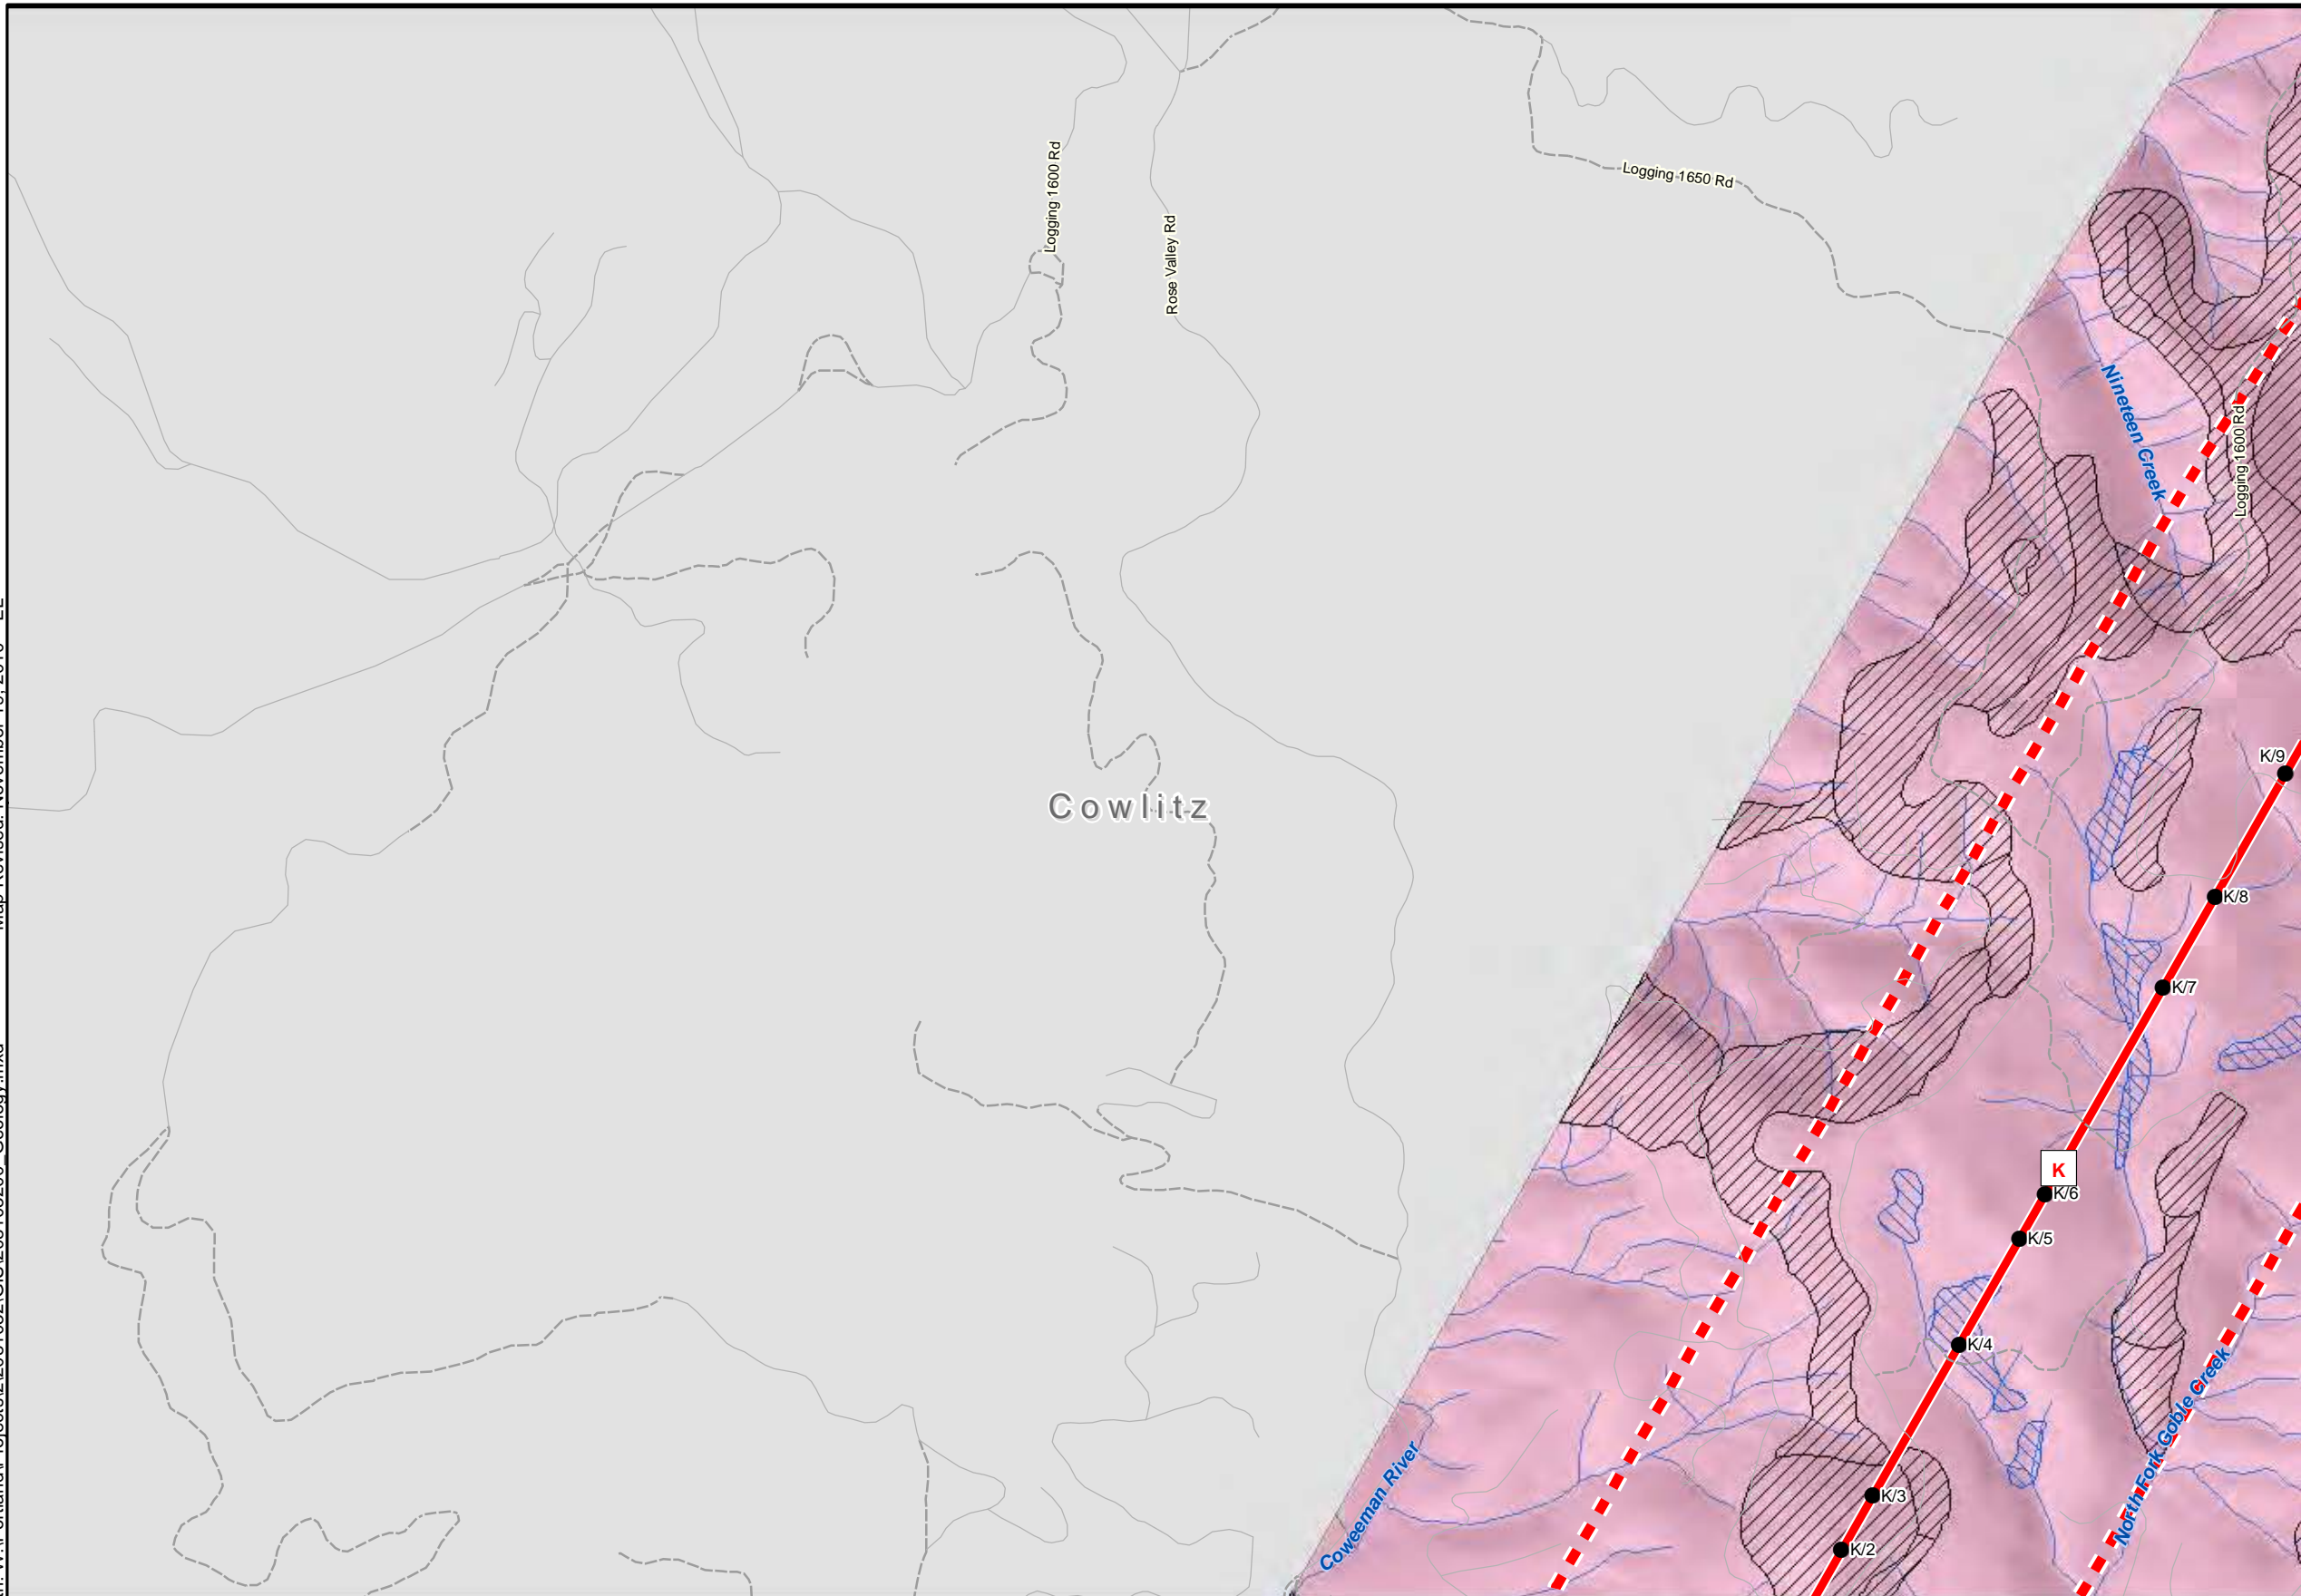 Logging 1600 Rd
Rose Valley Rd
Logging 1650 Rd
Nineteen Creek
Logging 1600 Rd
K/9
Cowlitz
K/8
K/7
K
K/6
K/5
K/4
North Fork Goble Creek
Coweeman River
K/3
K/2